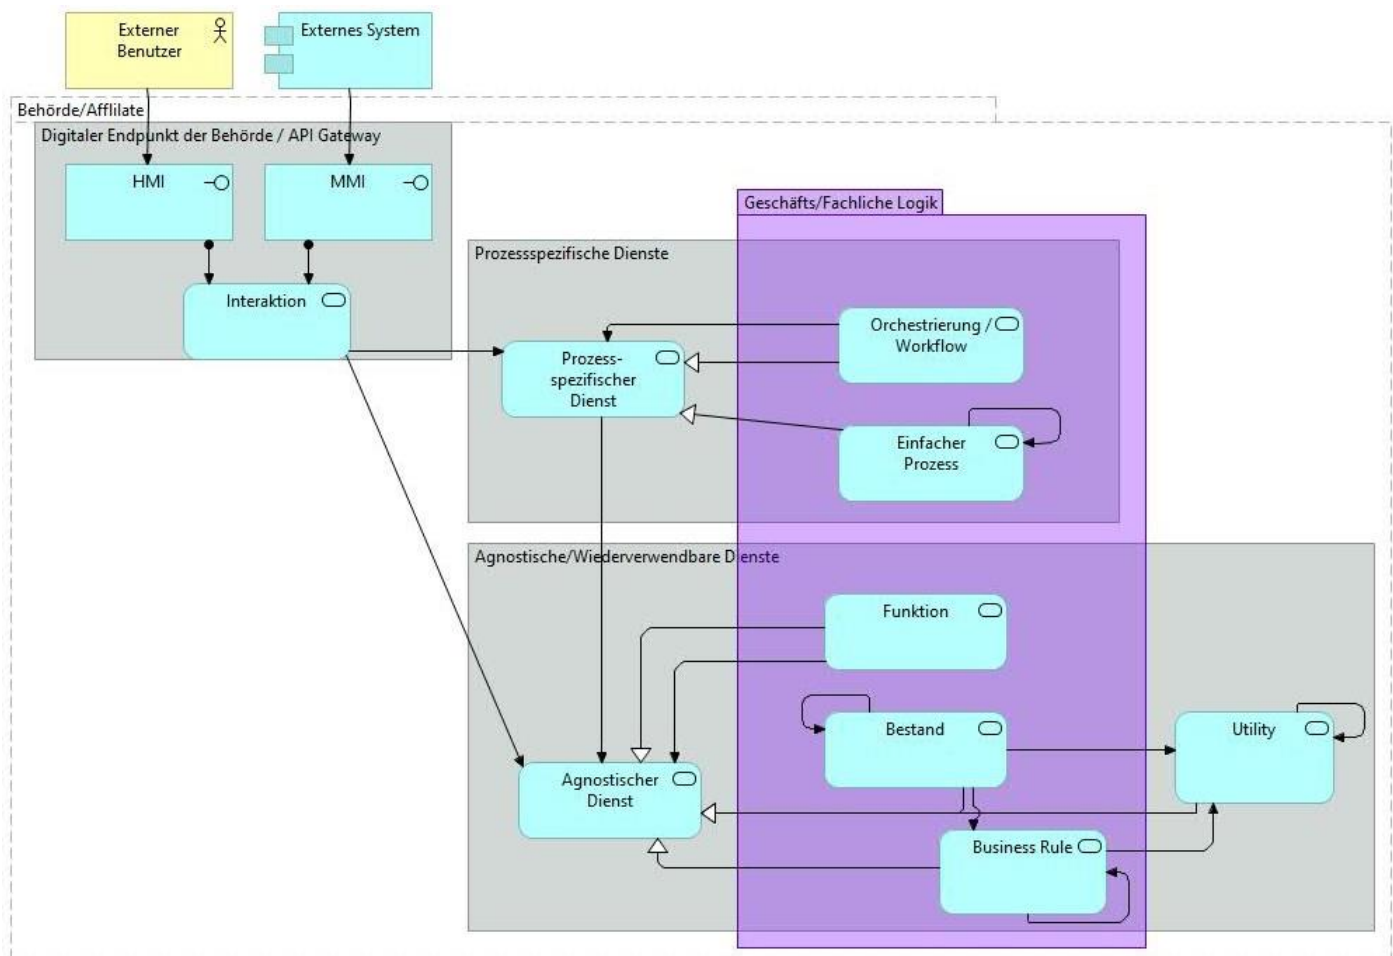 Externer
Benutzer
Externes System
Behörde/Afflilate
Digitaler Endpunkt der Behörde / API Gateway
HMI
MMI
Interaktion
Geschäfts/Fachliche Logik
Prozessspezifische Dienste
Orchestrierung /
Workflow
Prozess-
spezifischer
Dienst
Einfacher
Prozess
Agnostische/Wiederverwendbare Dienste
Funktion
Bestand
Utility
Agnostischer
Dienst
Business Rule